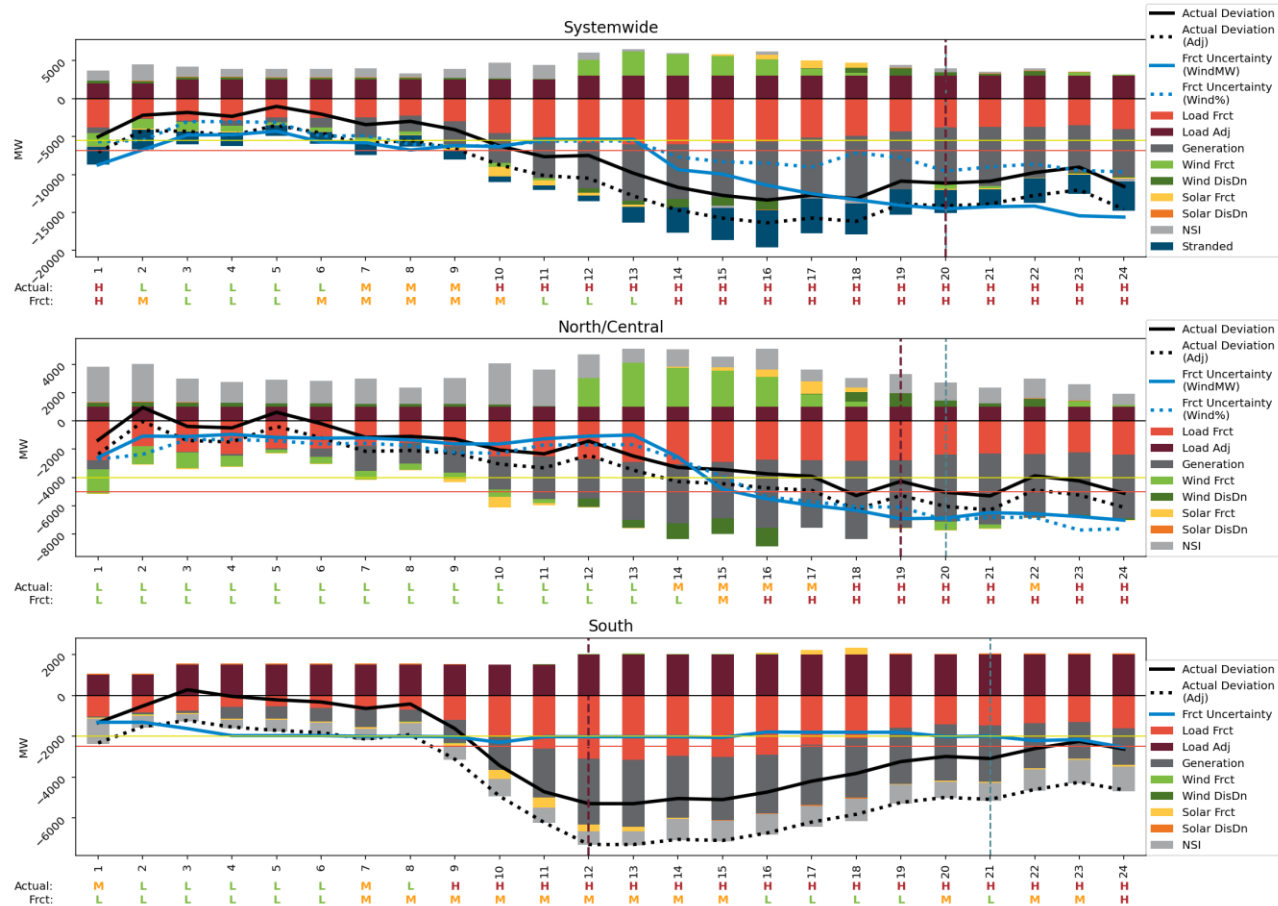 Systemwide
5000
0
−5000
−10000
−15000
−20000
MW
1 2 3 4 5 6 7 8 9 10 11 12 13 14 15 16 17 18 19 20 21 22 23 24
Actual: H L L L L L M M M H H H H H H H H H H H H H H H
Frct: H M L L L M M M M M L L L H H H H H H H H H H H
Actual Deviation
Actual Deviation
(Adj)
Frct Uncertainty
(WindMW)
Frct Uncertainty
(Wind%)
Load Frct
Load Adj
Generation
Wind Frct
Wind DisDn
Solar Frct
Solar DisDn
NSI
Stranded
North/Central
4000
2000
0
−2000
−4000
−6000
−8000
MW
1 2 3 4 5 6 7 8 9 10 11 12 13 14 15 16 17 18 19 20 21 22 23 24
Actual: L L L L L L L L L L L L L M M M M H H H H M H H
Frct: L L L L L L L L L L L L L L M H H H H H H H H H
Actual Deviation
Actual Deviation
(Adj)
Frct Uncertainty
(WindMW)
Frct Uncertainty
(Wind%)
Load Frct
Load Adj
Generation
Wind Frct
Wind DisDn
Solar Frct
Solar DisDn
NSI
South
2000
0
−2000
−4000
−6000
MW
1 2 3 4 5 6 7 8 9 10 11 12 13 14 15 16 17 18 19 20 21 22 23 24
Actual: M L L L L L M L H H H H H H H H H H H H H H H H
Frct: L L L L L L M M M M M M M M M L L L L M L M M H
Actual Deviation
Actual Deviation
(Adj)
Frct Uncertainty
Load Frct
Load Adj
Generation
Wind Frct
Wind DisDn
Solar Frct
Solar DisDn
NSI